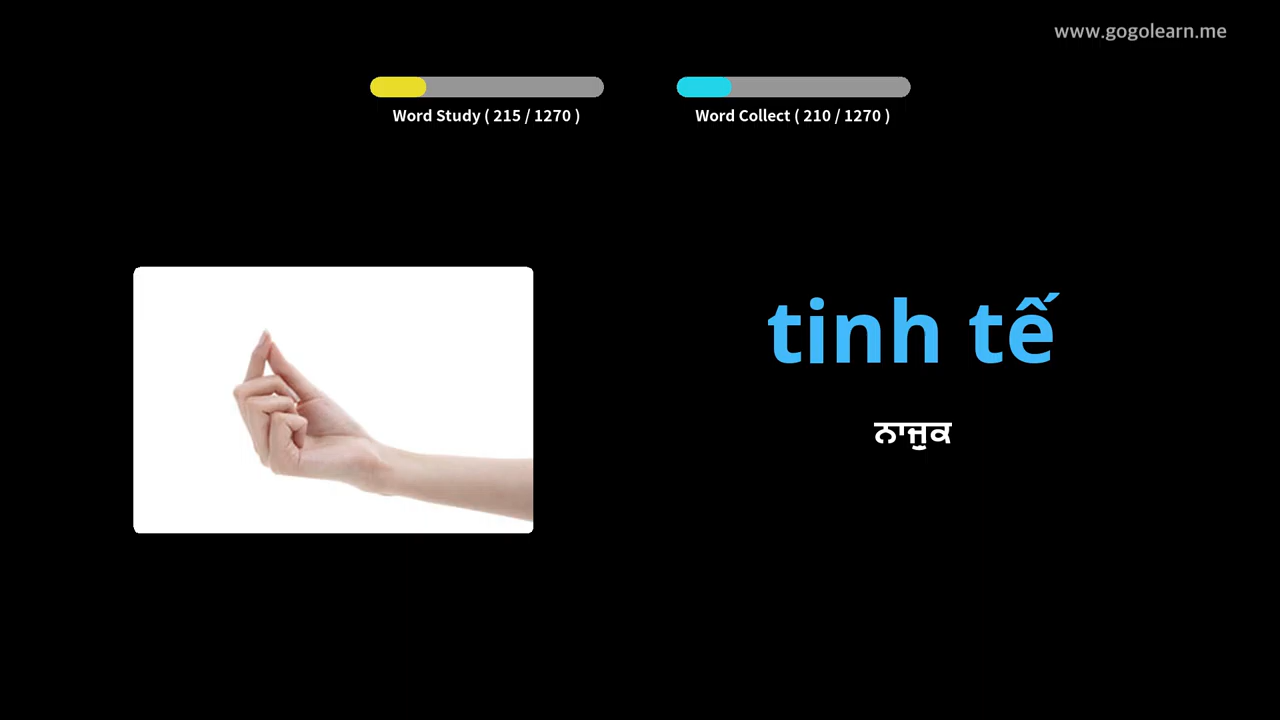 www.gogolearn.me
Word Study ( 215 / 1270 )
Word Collect ( 210 / 1270 )
tinh tế
ਨਾਜੁਕ